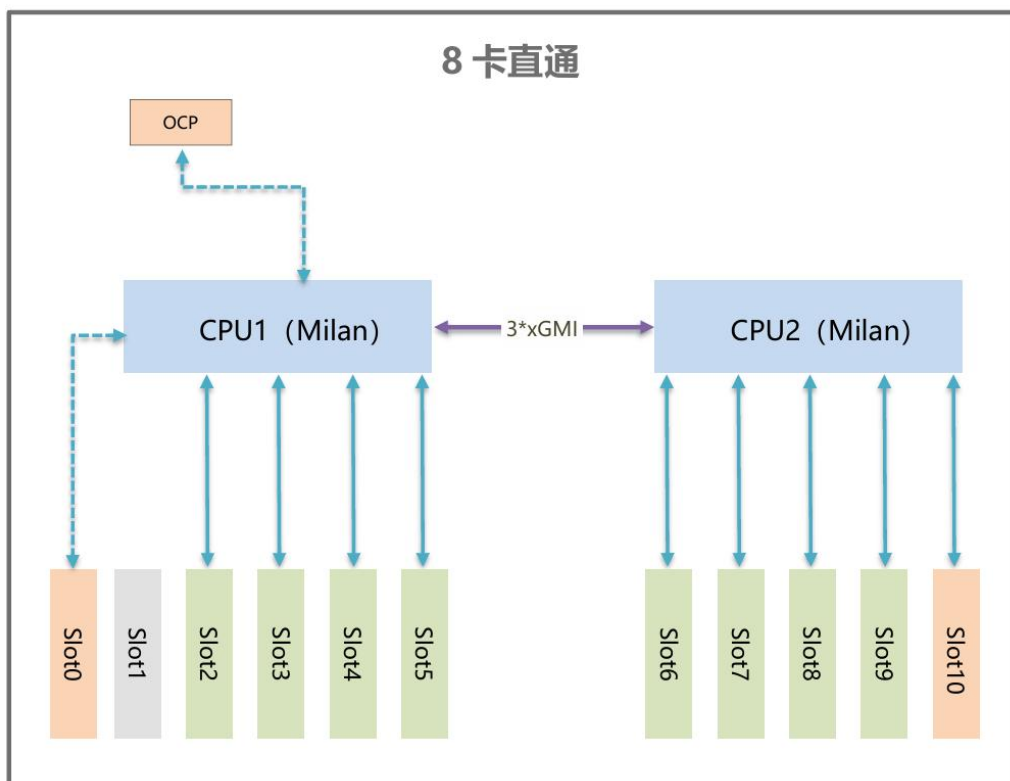 8 卡直通
OCP
CPU1（Milan）
3*xGMI
CPU2（Milan）
Slot0
Slot1
Slot2
Slot3
Slot4
Slot5
Slot6
Slot7
Slot8
Slot9
Slot10